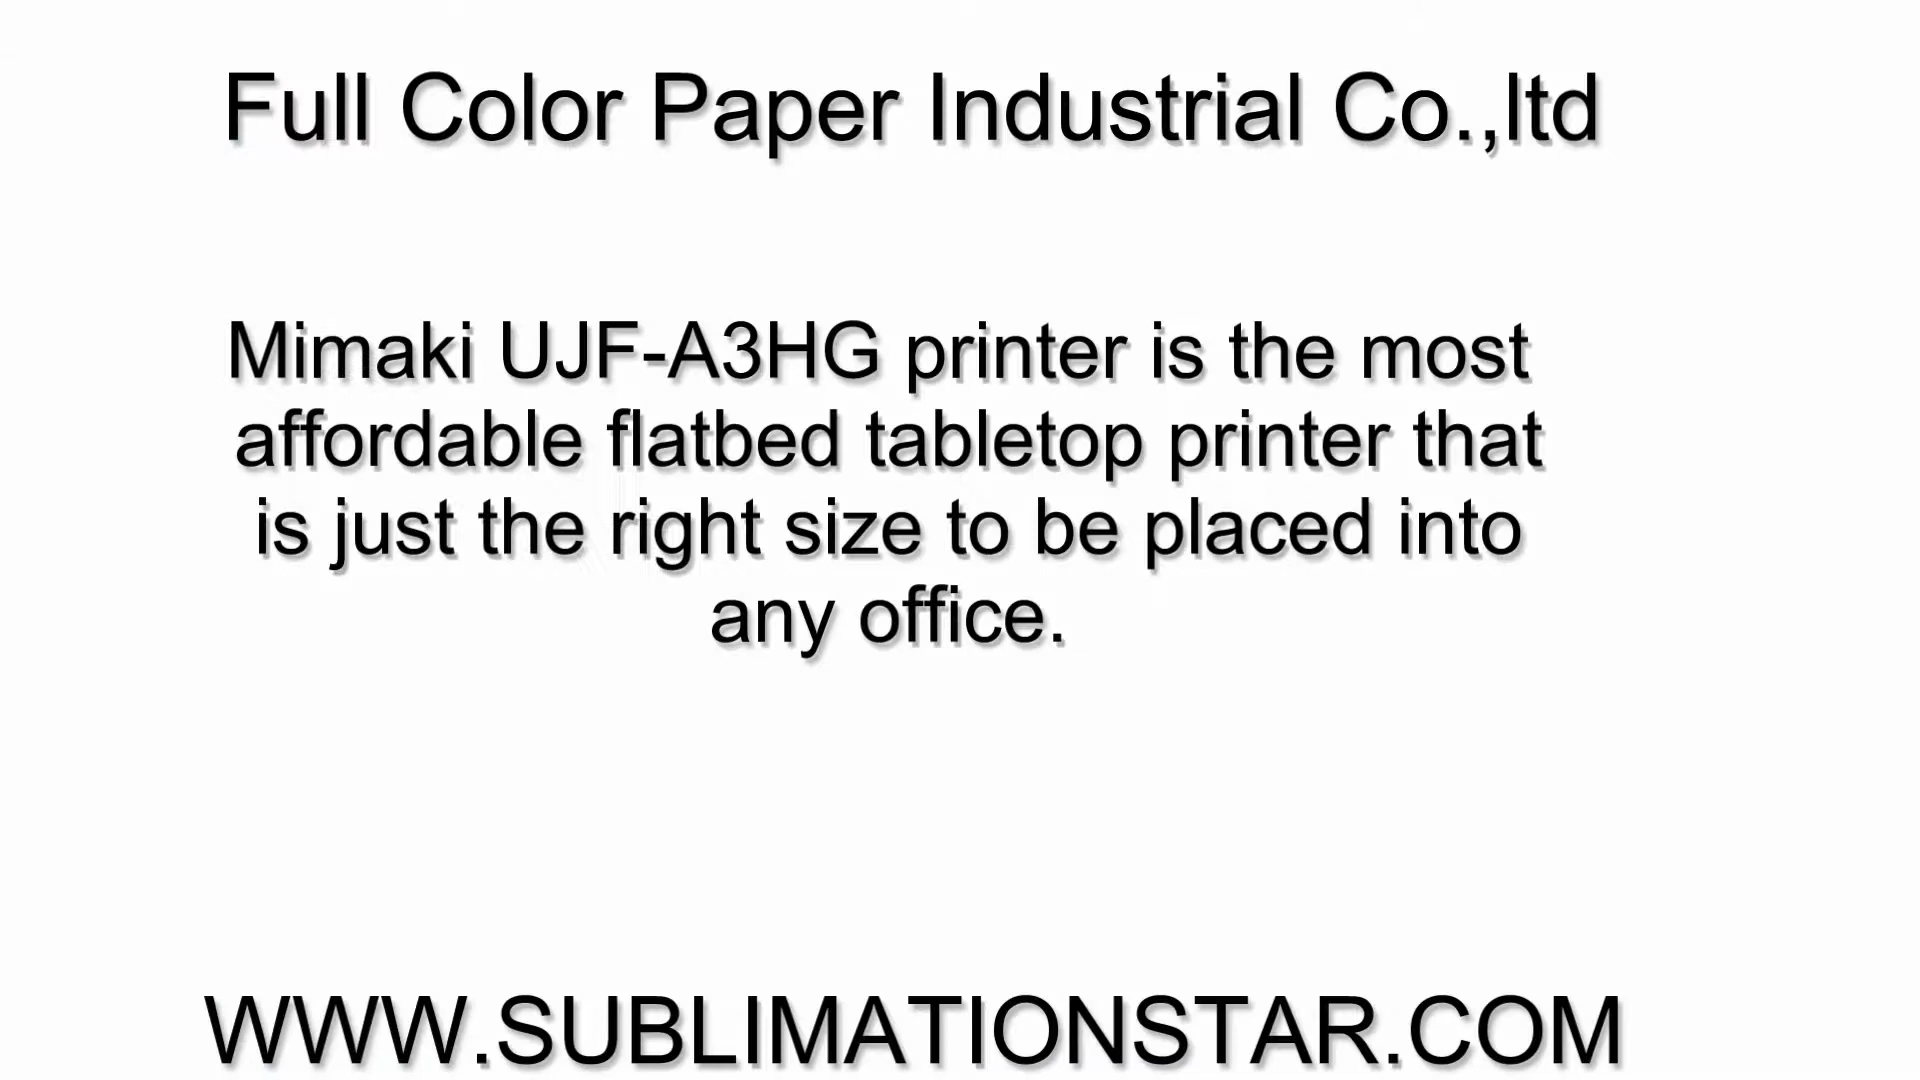 Full Color Paper Industrial Co.,ltd
Mimaki UJF-A3HG printer is the most
affordable flatbed tabletop printer that
is just the right size to be placed into
any office.
WWW.SUBLIMATIONSTAR.COM